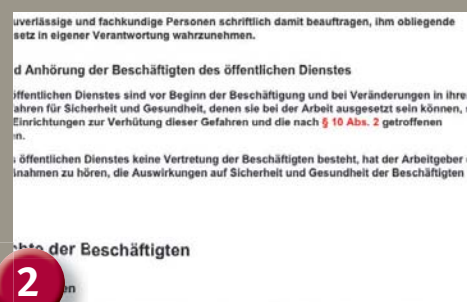 uverlässige und fachkundige Personen schriftlich damit beauftragen, ihm obliegende
setz in eigener Verantwortung wahrzunehmen.
d Anhörung der Beschäftigten des öffentlichen Dienstes
öffentlichen Dienstes sind vor Beginn der Beschäftigung und bei Veränderungen in ihre
ahren für Sicherheit und Gesundheit, denen sie bei der Arbeit ausgesetzt sein können,
Einrichtungen zur Verhütung dieser Gefahren und die nach § 10 Abs. 2 getroffenen
n.
öffentlichen Dienstes keine Vertretung der Beschäftigten besteht, hat der Arbeitgeber
nahmen zu hören, die Auswirkungen auf Sicherheit und Gesundheit der Beschäftigten
der Beschäftigten
2
en